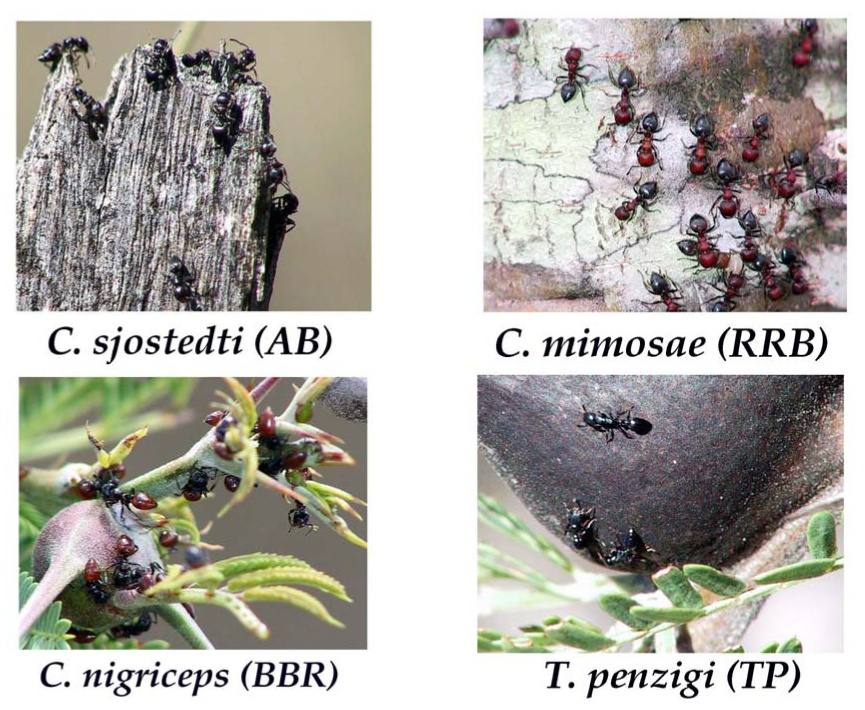 C. sjostedti (AB)
C. mimosae (RRB)
C. nigriceps (BBR)
T. penzigi (TP)